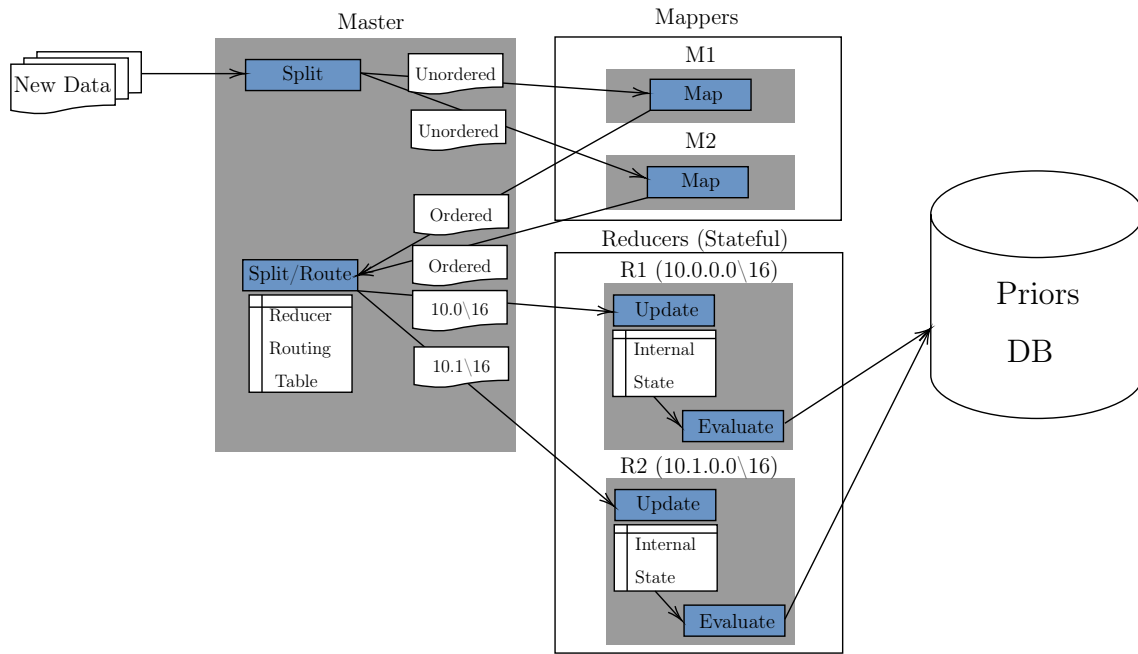 Master
Mappers
New Data
Split
Unordered
Unordered
M1
Map
M2
Map
Ordered
Ordered
Split/Route
Reducer
Routing
Table
10.0\16
10.1\16
Reducers (Stateful)
R1 (10.0.0.0\16)
Update
Internal
State
Evaluate
R2 (10.1.0.0\16)
Update
Internal
State
Evaluate
Priors
DB